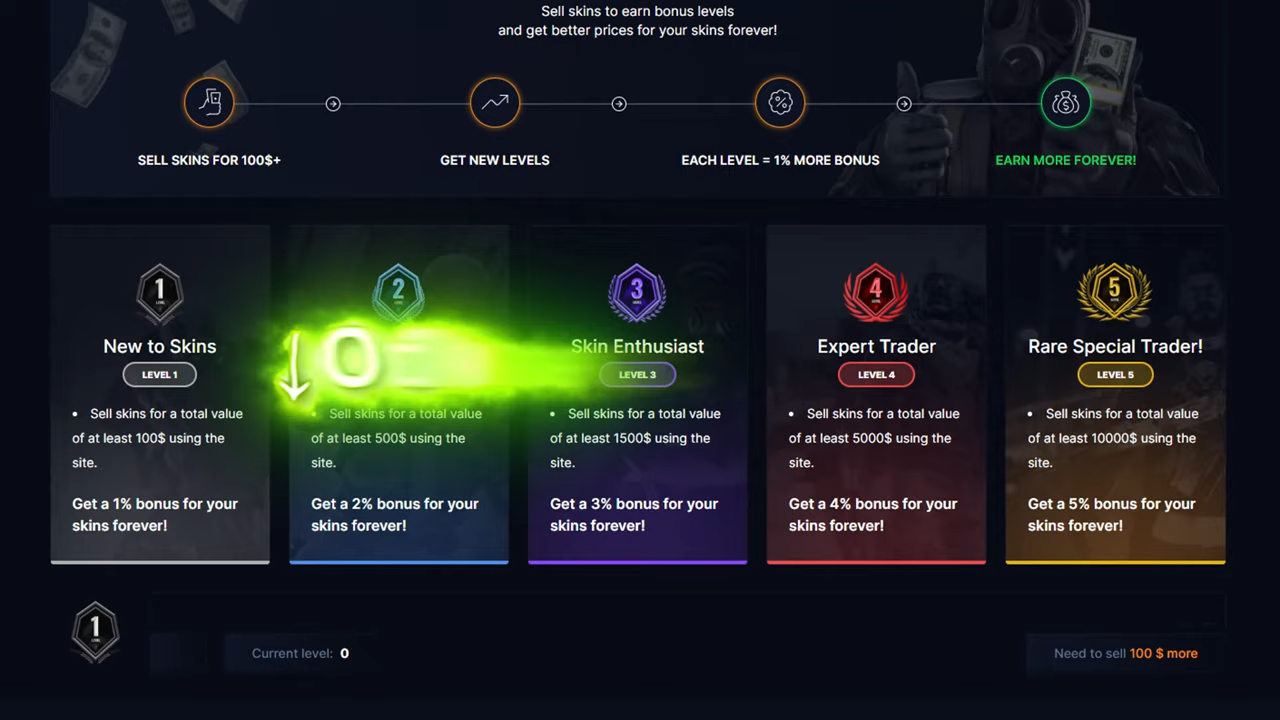 Sell skins to earn bonus levels
and get better prices for your skins forever!
SELL SKINS FOR 100$+
GET NEW LEVELS
EACH LEVEL = 1% MORE BONUS
EARN MORE FOREVER!
1
LEVEL
New to Skins
LEVEL 1
• Sell skins for a total value
of at least 100$ using the
site.
Get a 1% bonus for your
skins forever!
2
LEVEL
↓ 0
• Sell skins for a total value
of at least 500$ using the
site.
Get a 2% bonus for your
skins forever!
3
LEVEL
Skin Enthusiast
LEVEL 3
• Sell skins for a total value
of at least 1500$ using the
site.
Get a 3% bonus for your
skins forever!
4
LEVEL
Expert Trader
LEVEL 4
• Sell skins for a total value
of at least 5000$ using the
site.
Get a 4% bonus for your
skins forever!
5
LEVEL
Rare Special Trader!
LEVEL 5
• Sell skins for a total value
of at least 10000$ using the
site.
Get a 5% bonus for your
skins forever!
1
LEVEL
Current level: 0
Need to sell 100 $ more